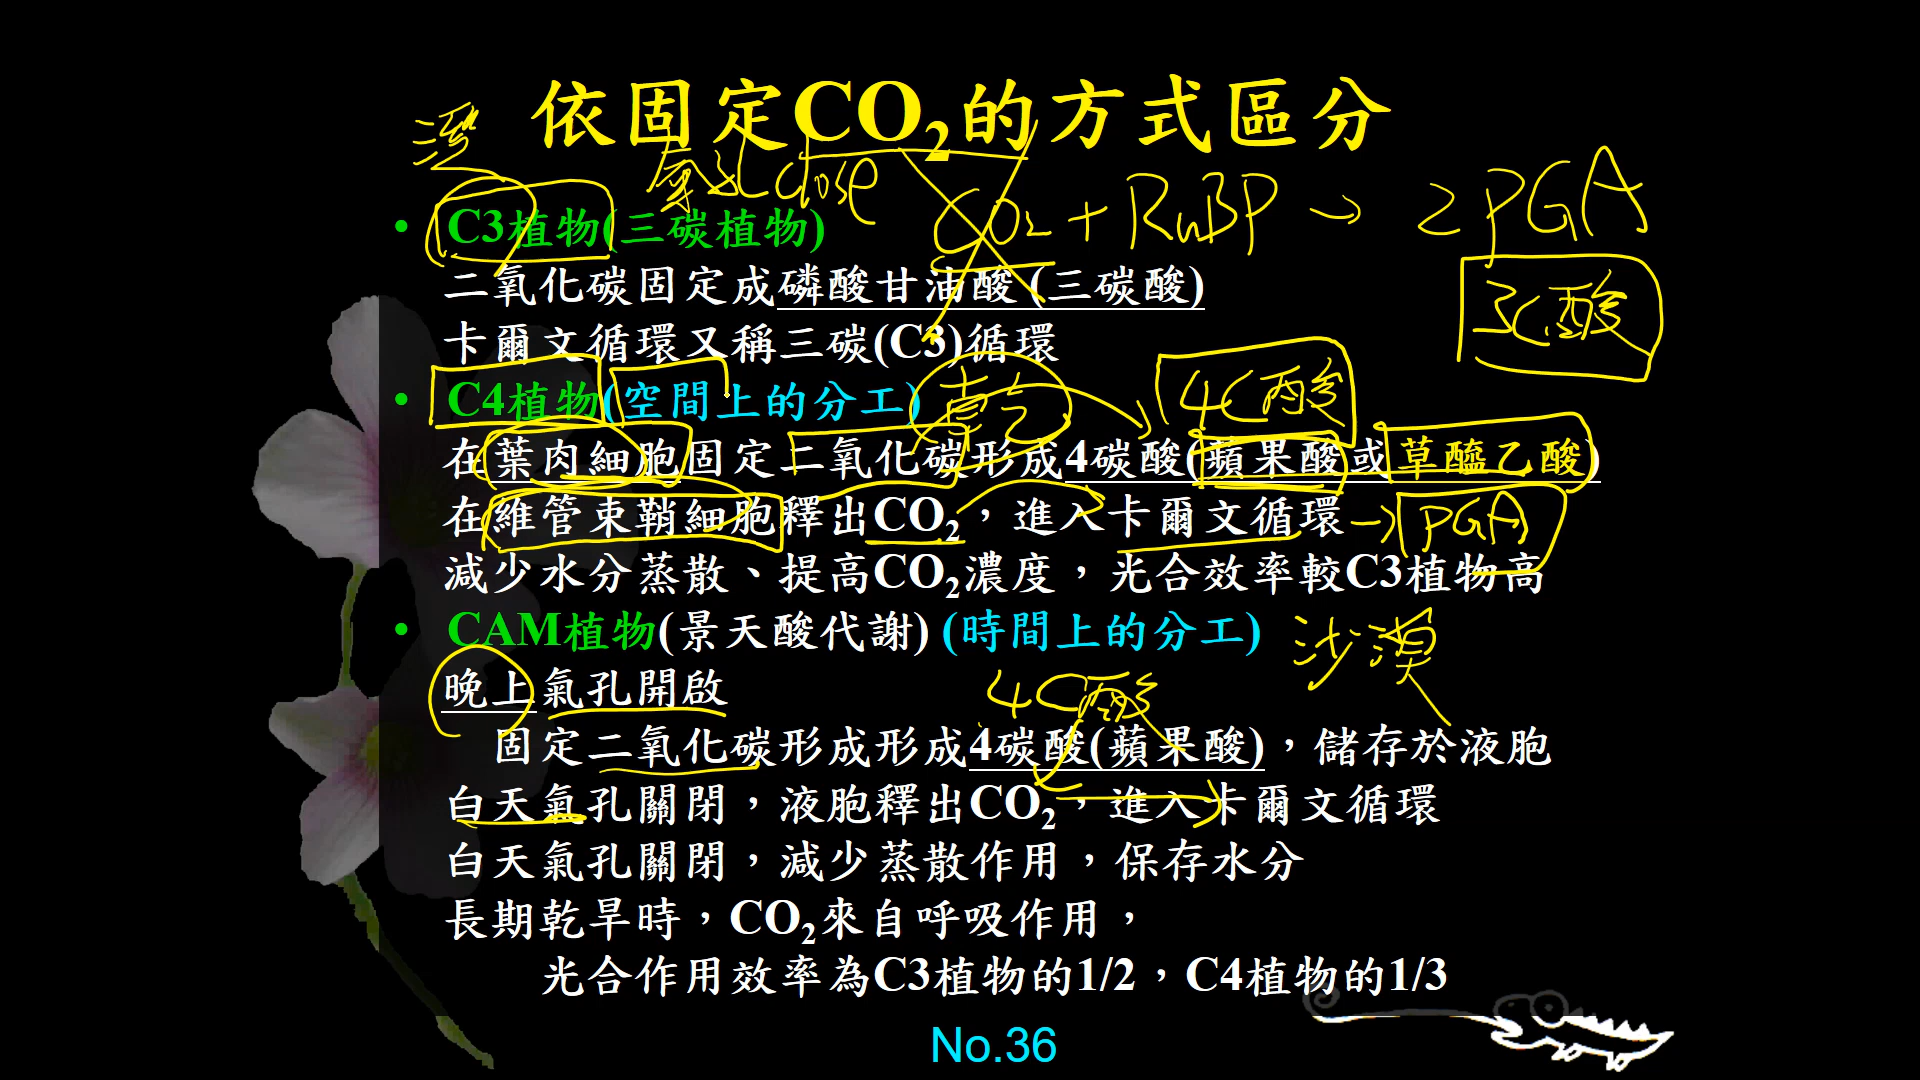 依固定CO2的方式區分
氣孔close
• C3植物(三碳植物)
CO2 + RuBP → 2PGA
二氧化碳固定成磷酸甘油酸 (三碳酸)
3C酸
卡爾文循環又稱三碳(C3)循環
• C4植物(空間上的分工)
4C酸
在葉肉細胞固定二氧化碳形成4碳酸(蘋果酸或草醯乙酸)
在維管束鞘細胞釋出CO2，進入卡爾文循環→PGA
減少水分蒸散、提高CO2濃度，光合效率較C3植物高
• CAM植物(景天酸代謝) (時間上的分工)
沙漠
晚上氣孔開啟
4C酸
固定二氧化碳形成形成4碳酸(蘋果酸)，儲存於液胞
白天氣孔關閉，液胞釋出CO2，進入卡爾文循環
白天氣孔關閉，減少蒸散作用，保存水分
長期乾旱時，CO2來自呼吸作用，
光合作用效率為C3植物的1/2，C4植物的1/3
No.36